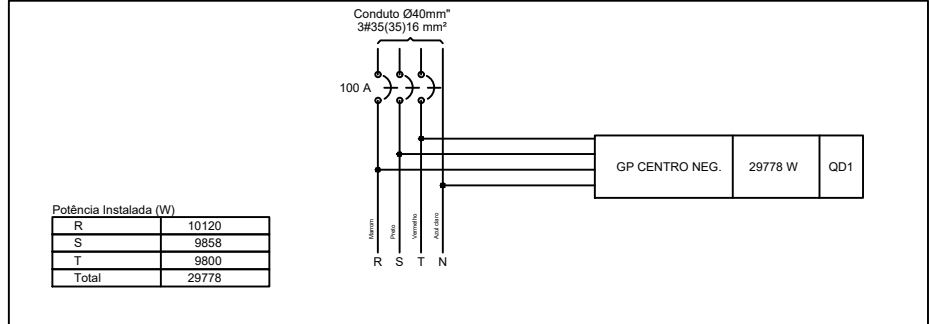 Conduto Ø40mm"
3#35(35)16 mm²
100 A
GP CENTRO NEG. 29778 W QD1
Potência Instalada (W)
R 10120
S 9858
T 9800
Total 29778
Marrom
Preto
Vermelho
Azul claro
R S T N